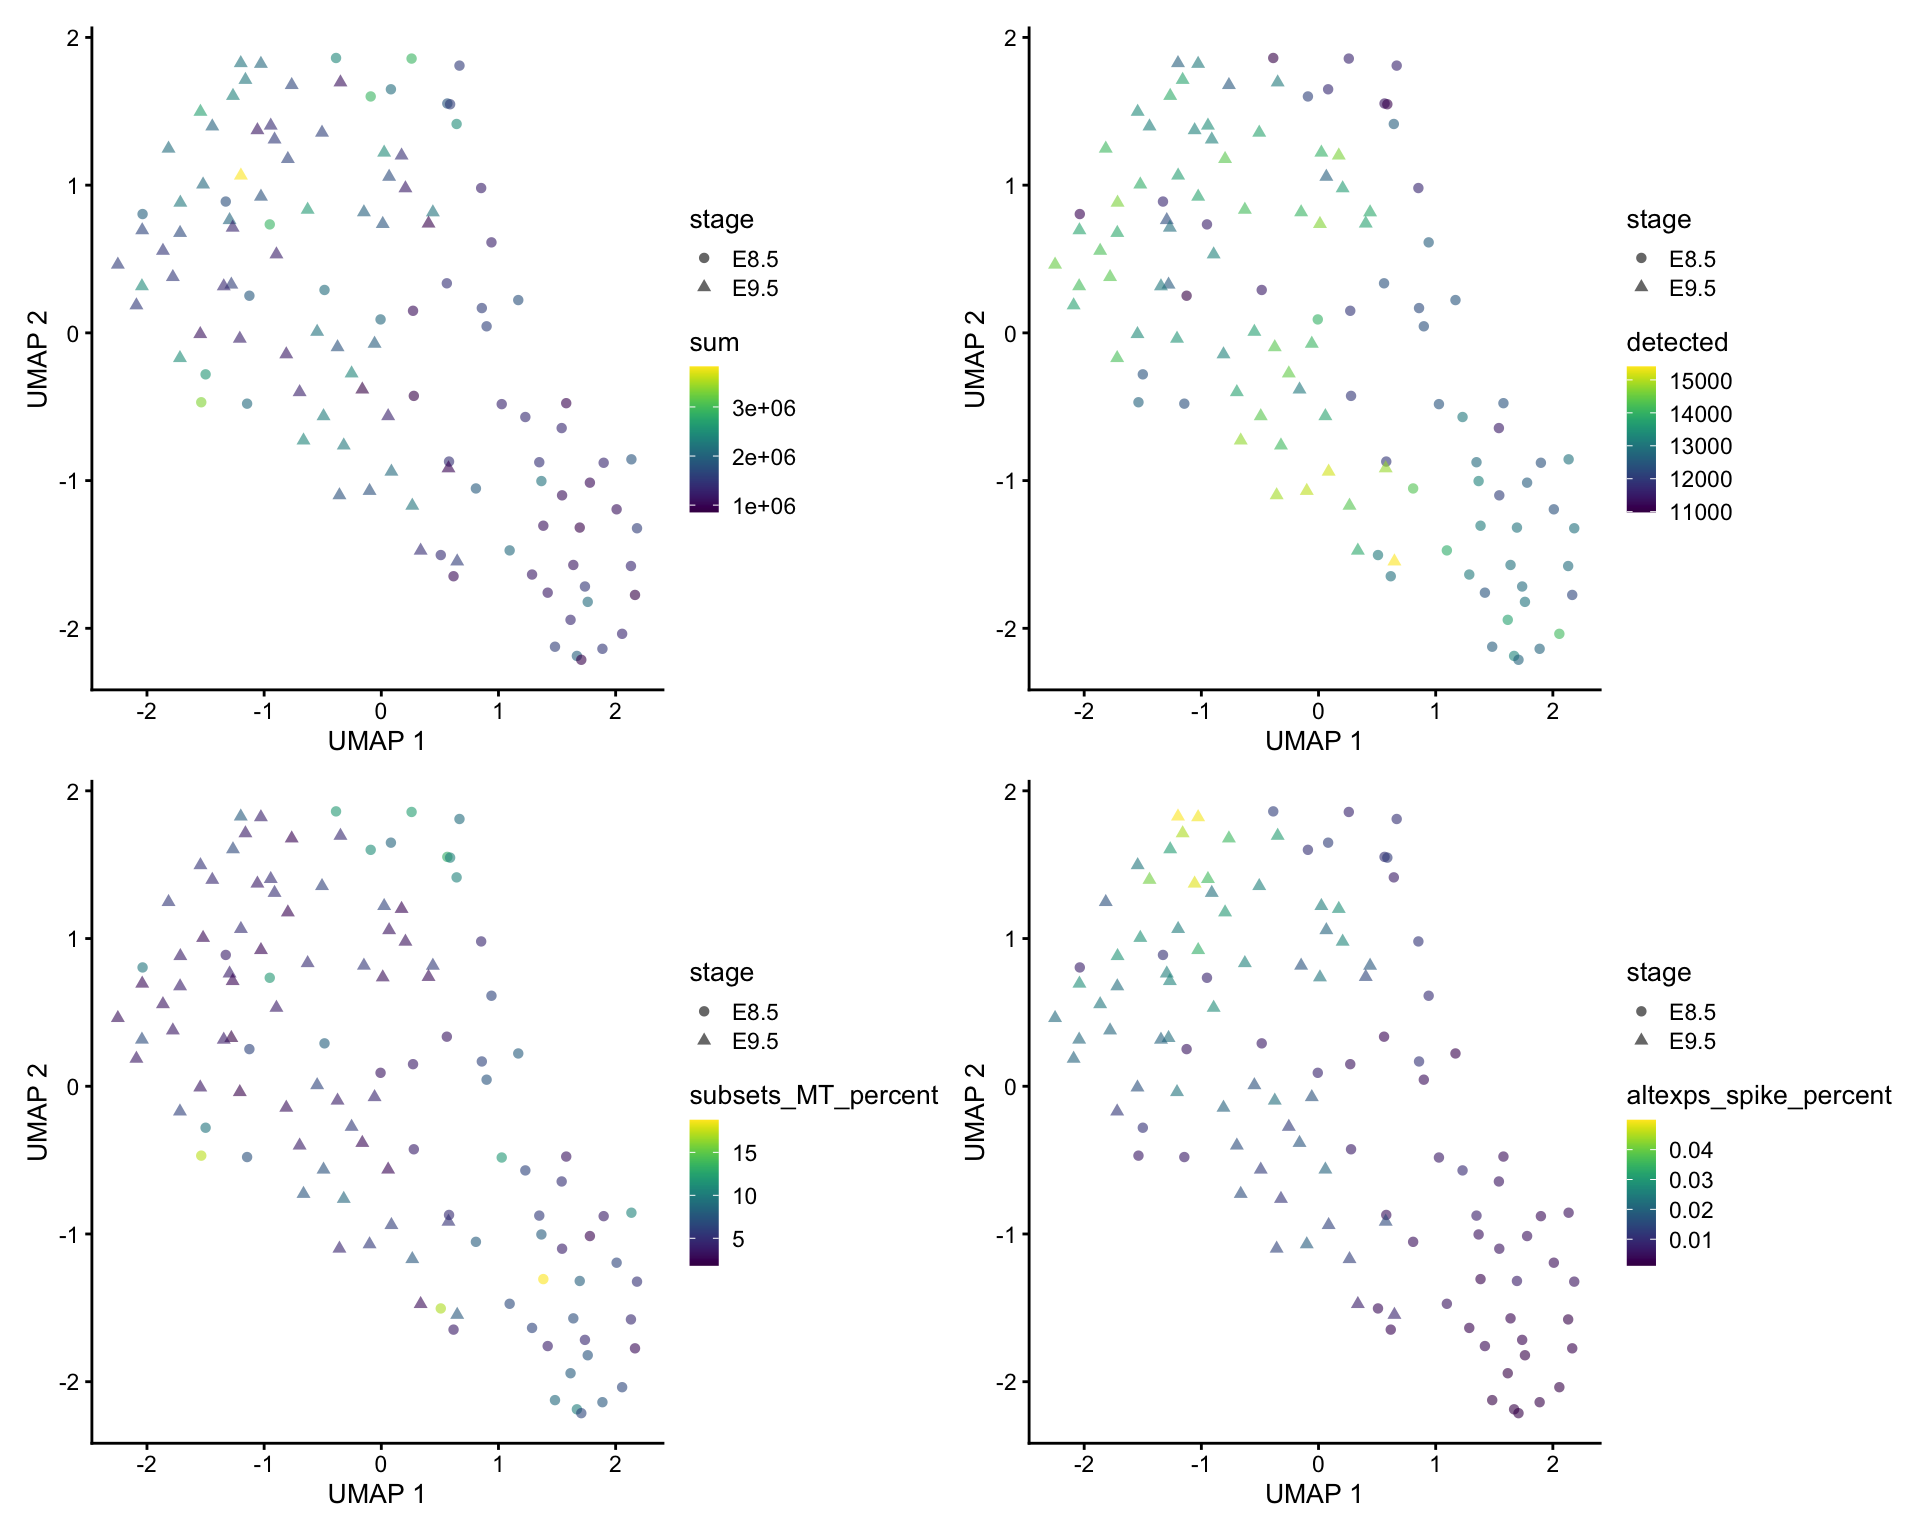 2
1
0
-1
-2
UMAP 2
-2 -1 0 1 2
UMAP 1
stage
E8.5
E9.5
sum
3e+06
2e+06
1e+06
2
1
0
-1
-2
UMAP 2
-2 -1 0 1 2
UMAP 1
stage
E8.5
E9.5
detected
15000
14000
13000
12000
11000
2
1
0
-1
-2
UMAP 2
-2 -1 0 1 2
UMAP 1
stage
E8.5
E9.5
subsets_MT_percent
15
10
5
2
1
0
-1
-2
UMAP 2
-2 -1 0 1 2
UMAP 1
stage
E8.5
E9.5
altexps_spike_percent
0.04
0.03
0.02
0.01